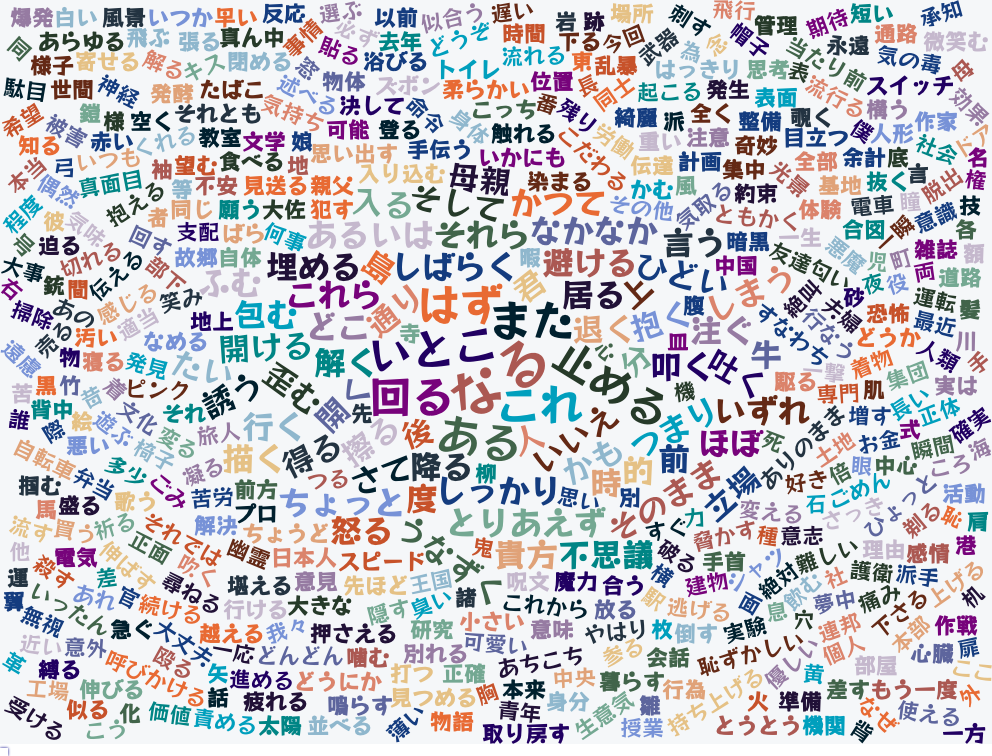 爆発 白い 風景 いつか 早い 反応 選ぶ 以前 似合う 遅い 岩 跡 場所 刺す 飛行 管理 期待 短い 承知
同 あらゆる 飛ぶ 張る 真ん中 事情 貼る 去年 どうぞ 時間 下る 今回 武器 為 念 帽子 当たり前 永遠 通路 微笑む
様子 寄せる 解る キス 閉める 窓 浴びる トイレ 流れる 東 乱暴 はっきり 思考 表 気の毒 母
駄目 世間 神経 発酵 たばこ 述べる 物体 ズボン 柔らかい 位置 長 同士 起こる 発生 表面 流行る スイッチ 効果
希望 鎧 様 空く それとも 気持ち 決して 命令 こっち 番 残り 綺麗 派 全く 整備 覗く 構う 作家 ドア
知る 被害 赤い くれる 教室 文学 娘 可能 登る 身体 触れる こだわる 労働 重い 注意 奇妙 目立つ 僕 人形 社会
本当 弓 いつも 袖 望む 食べる 地 思い出す 手伝う いかにも 伝達 計画 集中 光景 全部 余計 底 名
偶然 真面目 抱える 等 不安 見送る 親父 入り込む 母親 染まる かむ 風 約束 基地 抜く 言 脱出 権
程度 彼 気味 者 同じ 願う 大佐 犯す 入る そして かつて その他 気取る ともかく 体験 電車 瞳 意識 技
迫る 切れる 回す 支配 ばら 何事 あるいは それら なかなか 言う 暗黒 一生 合図 一瞬 各
大事 銃 間 伝える 部下 故郷 自体 埋める 島 しばらく 暇 避ける ひどい 中国 友達 匂い 悪魔 児 町 雑誌 額
右 掃除 あの 感じる 笑み ふむ これら 通り はず 君 居る 上 腹 しまう 雑言 夫婦 砂 夜 役 両 道路
売る 汚い 適当 地上 包む どこ 寺 また 退く 抱く 皿 注ぐ すなわち 行なう 恐怖 運転 髪
遠慮 物 寝る 発見 なめる 開ける 解く いとこ る 止む ぐ 分 叩く 吐く 牛 一撃 着物 どうか 最近 川
苦 黒 竹 岩 着 ピンク たい 誘う 歪む し 回る な これ 止める 機 駆る 専門 肌 集団 人類 実は 手
誰 背中 際 絵 遊ぶ 文化 それ 旅人 行く 開 先 擦る 後 ある 人 いいえ つまり いずれ 増す 長い 正体
悪い 椅子 変る 描く 得る さて 降る 柳 かも 時 的 前 ほぼ 死 ありのまま 土地 お金 式 瞬間 確実
自転車 弁当 多少 ごみ 凝る つる 度 しっかり 思い 別 そのまま 立場 好き 倍 眼 中心 ころ 海
掴む 馬 盛る 歌う 苦労 前方 プロ ちょっと とりあえず すぐ 力 変える 石 ごめん さっき ひょっと 剃る 活動 恥 肩
流す 買う 祈る 正面 それでは 解決 ちょうど 怒る うなずく 鬼 貴方 不思議 破る 脅かす 種 意志 理由 感情 港
他 電気 伸ばす 吹く 幽霊 日本人 スピード 横 手首 シャツ 絶対 難しい 護衛 派手 上げる
運 殺す 差 あれ 官 尋ねる 堪える 意見 先ほど 王国 諸 呪文 魔力 合う 駅 建物 面 息 飲む 社 夢中 痛み 下さる 机
翼 いったん 続ける 行ける 大きな 隠す 臭い これから 放る 逃げる 穴 連邦 本部 作戦
無視 急ぐ 大丈夫 越える 我々 押さえる 研究 小さい 意味 やはり 枚 倒す 実験 恥ずかしい 優しい 個人 心臓 扉
近い 意外 殴る 一応 どんどん 噛む 別れる 可愛い あちこち 参る 会話 黄 部屋 ここ
革 縛る 呼びかける 矢 進める どうにか 打つ 正確 胸 本来 中央 暮らす 行為 持ち上げる 火 準備 差す もう一度 外
工場 伸びる 話 疲れる 鳴らす 見つめる 青年 身分 生意気 雛 なぜ 使える
受ける 似る こう 化 価値 責める 太陽 並べる 薄い 物語 取り戻す 授業 とうとう 機関 背 一方